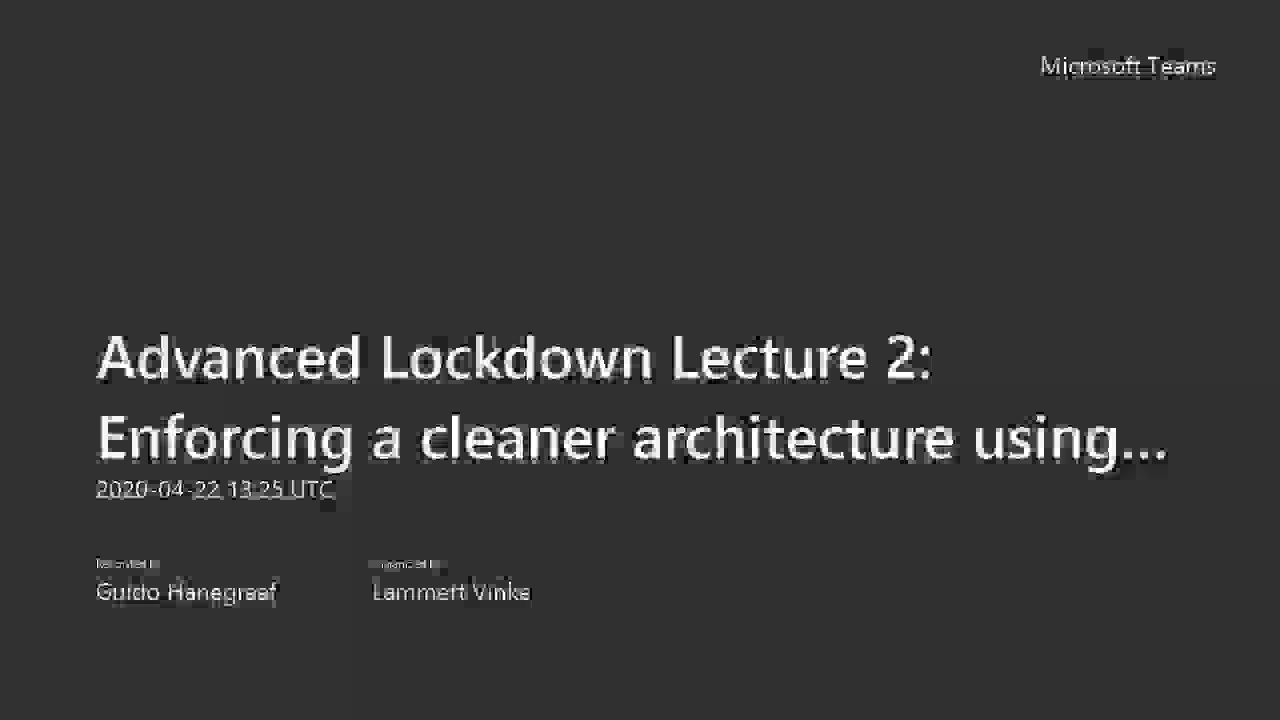 Microsoft Teams
Advanced Lockdown Lecture 2:
Enforcing a cleaner architecture using...
2020-04-22 13:25 UTC
Guido Hanegraaf
Lammert Vinke